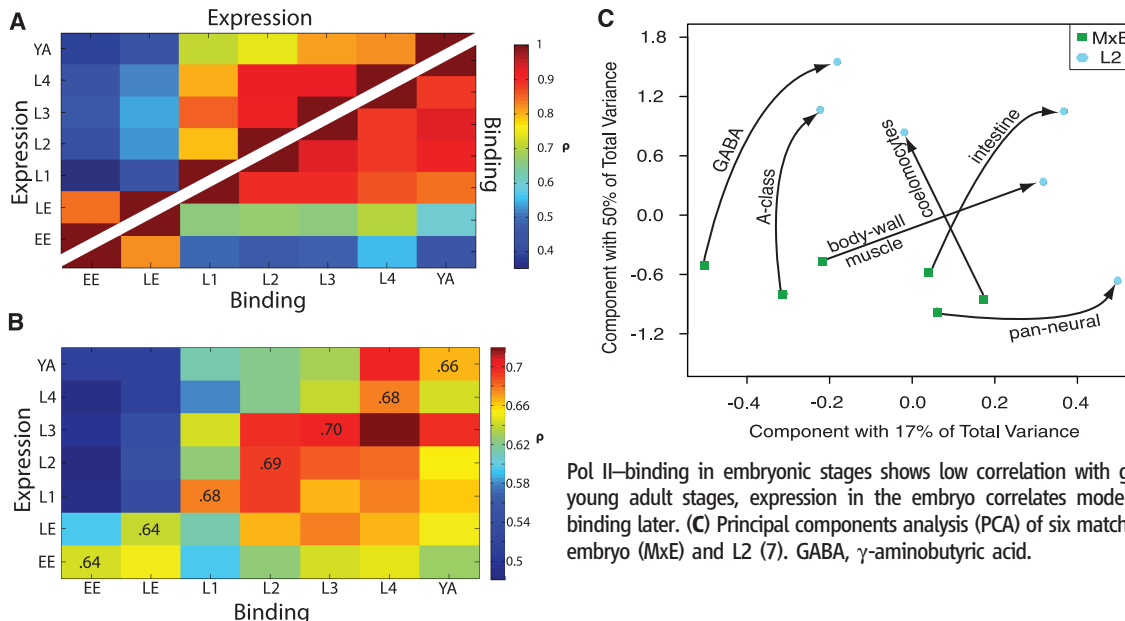 A
Expression
YA
L4
L3
L2
L1
LE
EE
Expression
EE LE L1 L2 L3 L4 YA
Binding
Binding
1
0.9
0.8
0.7
0.6
0.5
0.4
ρ
B
YA
L4
L3
L2
L1
LE
EE
Expression
.66
.68
.70
.69
.68
.64
.64
EE LE L1 L2 L3 L4 YA
Binding
0.7
0.66
0.62
0.58
0.54
0.5
ρ
C
MxE
L2
1.8
1.2
0.6
0.0
-0.6
-1.2
Component with 50% of Total Variance
GABA
A-class
coelomocytes
intestine
body-wall
muscle
pan-neural
-0.4 -0.2 0.0 0.2 0.4
Component with 17% of Total Variance
Pol II–binding in embryonic stages shows low correlation with g
young adult stages, expression in the embryo correlates mode
binding later. (C) Principal components analysis (PCA) of six match
embryo (MxE) and L2 (7). GABA, γ-aminobutyric acid.